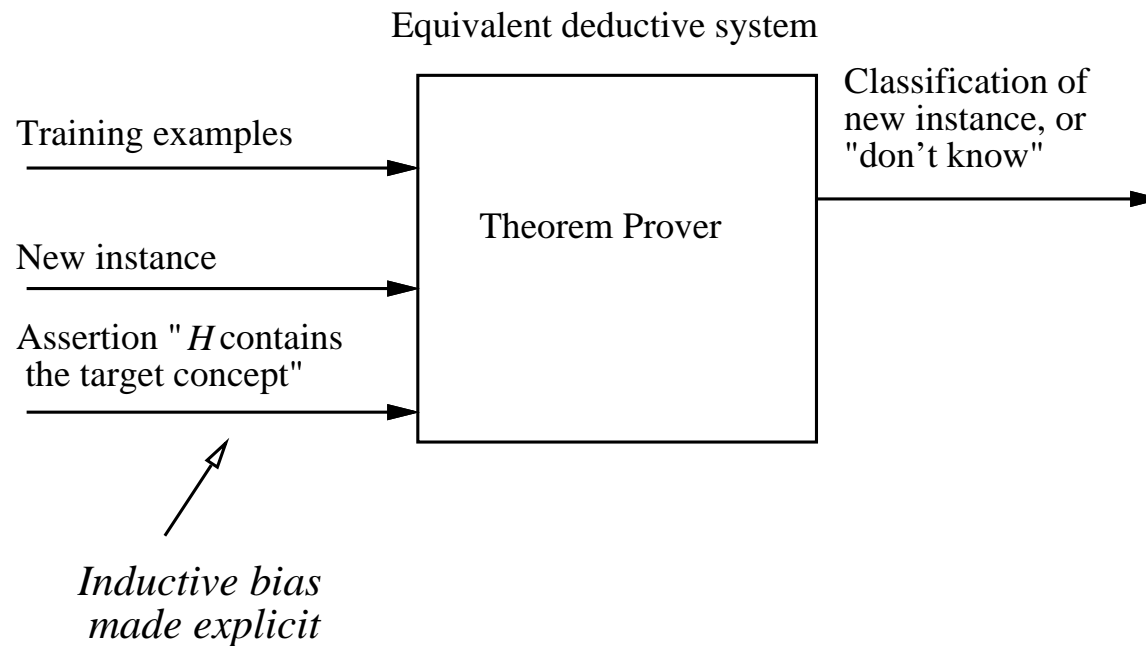 Equivalent deductive system
Training examples
New instance
Assertion " H contains
the target concept"
Inductive bias
made explicit
Theorem Prover
Classification of
new instance, or
"don't know"